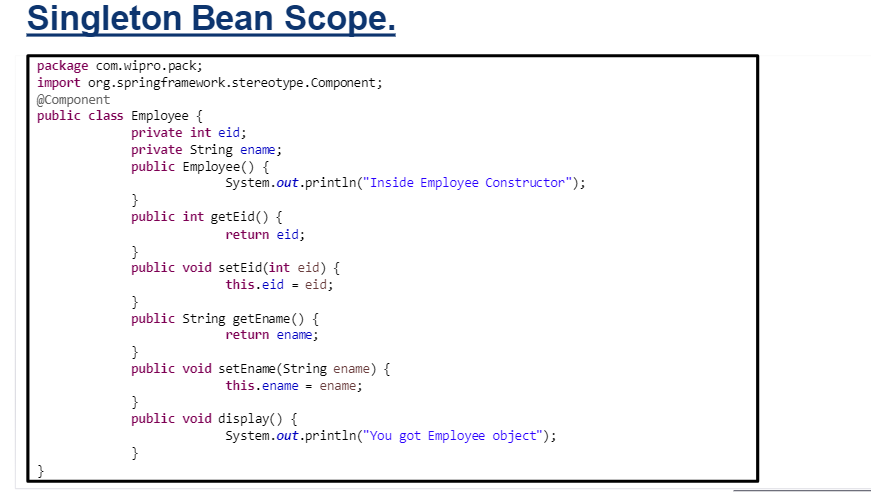 Singleton Bean Scope.
package com.wipro.pack;
import org.springframework.stereotype.Component;
@Component
public class Employee {
private int eid;
private String ename;
public Employee() {
System.out.println("Inside Employee Constructor");
}
public int getEid() {
return eid;
}
public void setEid(int eid) {
this.eid = eid;
}
public String getEname() {
return ename;
}
public void setEname(String ename) {
this.ename = ename;
}
public void display() {
System.out.println("You got Employee object");
}
}